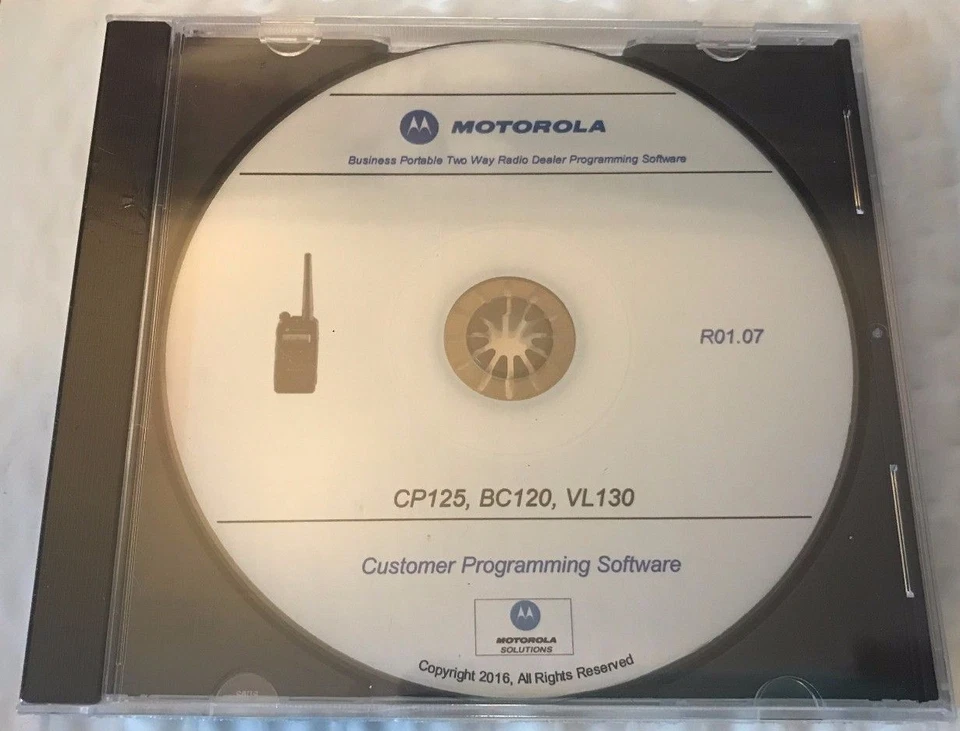 MOTOROLA
Business Portable Two Way Radio Dealer Programming Software
R01.07
CP125, BC120, VL130
Customer Programming Software
MOTOROLA
SOLUTIONS
Copyright 2016, All Rights Reserved